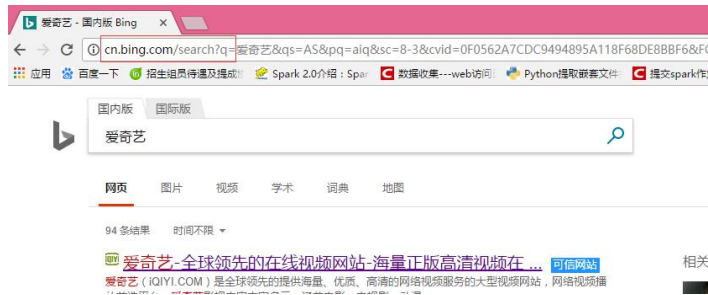 爱奇艺 - 国内版 Bing
cn.bing.com/search?q=爱奇艺&qs=AS&pq=aiq&sc=8-3&cvid=0F0562A7CDC9494895A118F68DE8BBF6&FO
应用 百度一下 招生组员待遇及提成 Spark 2.0介绍：Spar 数据收集---web访问 Python提取嵌套文件 提交spark作
国内版 国际版
爱奇艺
网页 图片 视频 学术 词典 地图
94 条结果 时间不限
爱奇艺-全球领先的在线视频网站-海量正版高清视频在 ... 可信网站
相关
爱奇艺（iQIYI.COM）是全球领先的提供海量、优质、高清的网络视频服务的大型视频网站，网络视频播